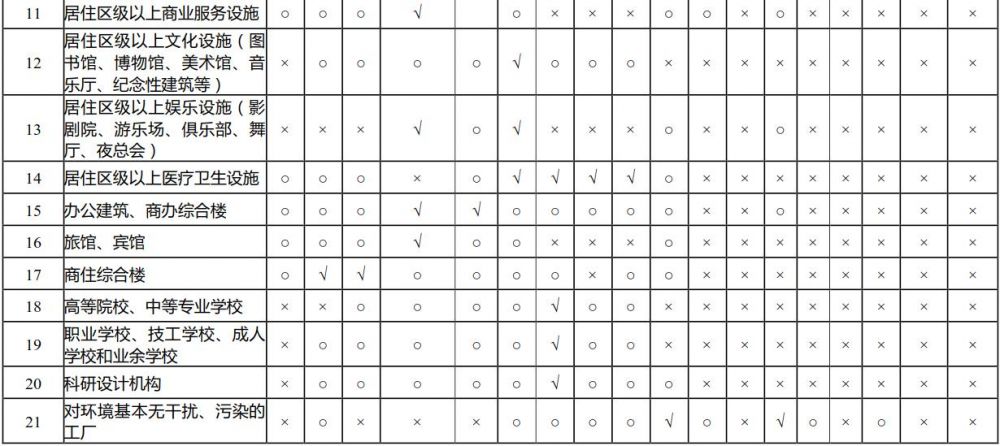 11 居住区级以上商业服务设施 ○ ○ ○ √ ○ × × × ○ ○ × ○ × × × × ×
居住区级以上文化设施（图
12 书馆、博物馆、美术馆、音 × ○ ○ ○ ○ √ ○ ○ ○ × × × × × × × × ×
乐厅、纪念性建筑等）
居住区级以上娱乐设施（影
13 剧院、游乐场、俱乐部、舞 × × × √ ○ √ × × × ○ × × ○ × × × × ×
厅、夜总会）
14 居住区级以上医疗卫生设施 ○ ○ ○ × ○ √ √ √ √ ○ × × × × × × × ×
15 办公建筑、商办综合楼 ○ ○ ○ √ √ ○ ○ ○ ○ ○ × × ○ × × × × ×
16 旅馆、宾馆 ○ ○ ○ √ ○ ○ × × × ○ × × × × × × × ×
17 商住综合楼 ○ √ √ ○ ○ ○ ○ × ○ ○ × × × × × × × ×
18 高等院校、中等专业学校 × × ○ ○ ○ ○ √ ○ ○ × × × × × × × × ×
19 职业学校、技工学校、成人 × ○ ○ ○ ○ ○ √ ○ ○ × × × × × × × × ×
学校和业余学校
20 科研设计机构 × ○ ○ ○ ○ ○ √ ○ ○ ○ × × × × × × × ×
21 对环境基本无干扰、污染的 × ○ × × × ○ ○ ○ ○ √ ○ × √ ○ × ○ × ×
工厂